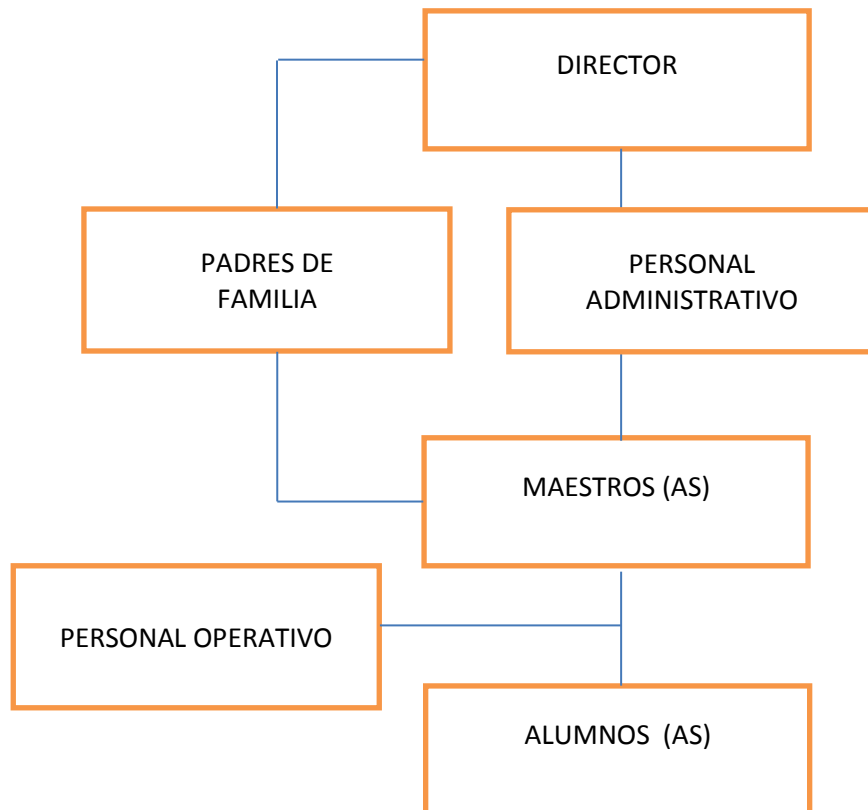 DIRECTOR
PADRES DE
FAMILIA
PERSONAL
ADMINISTRATIVO
MAESTROS (AS)
PERSONAL OPERATIVO
ALUMNOS  (AS)